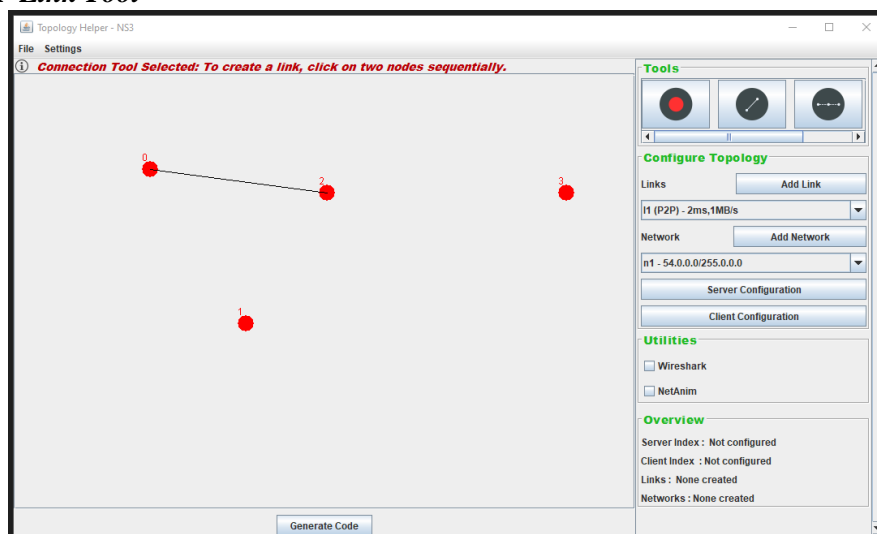 Link Tool
Topology Helper - NS3
File Settings
Connection Tool Selected: To create a link, click on two nodes sequentially.
0
2
3
1
Generate Code
Tools
Configure Topology
Links
Add Link
l1 (P2P) - 2ms,1MB/s
Network
Add Network
n1 - 54.0.0.0/255.0.0.0
Server Configuration
Client Configuration
Utilities
Wireshark
NetAnim
Overview
Server Index : Not configured
Client Index : Not configured
Links : None created
Networks : None created